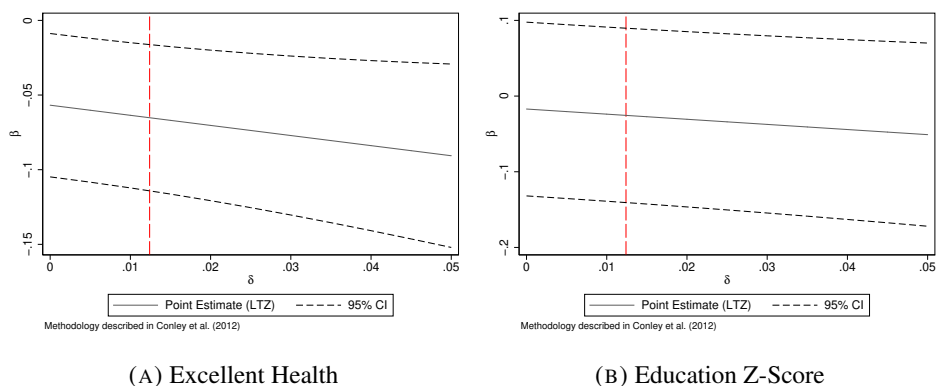 0
-.05
β
-.1
-.15
0 .01 .02 .03 .04 .05
δ
Point Estimate (LTZ) 95% CI
Methodology described in Conley et al. (2012)
(A) Excellent Health
.1
0
β
-.1
-.2
0 .01 .02 .03 .04 .05
δ
Point Estimate (LTZ) 95% CI
Methodology described in Conley et al. (2012)
(B) Education Z-Score